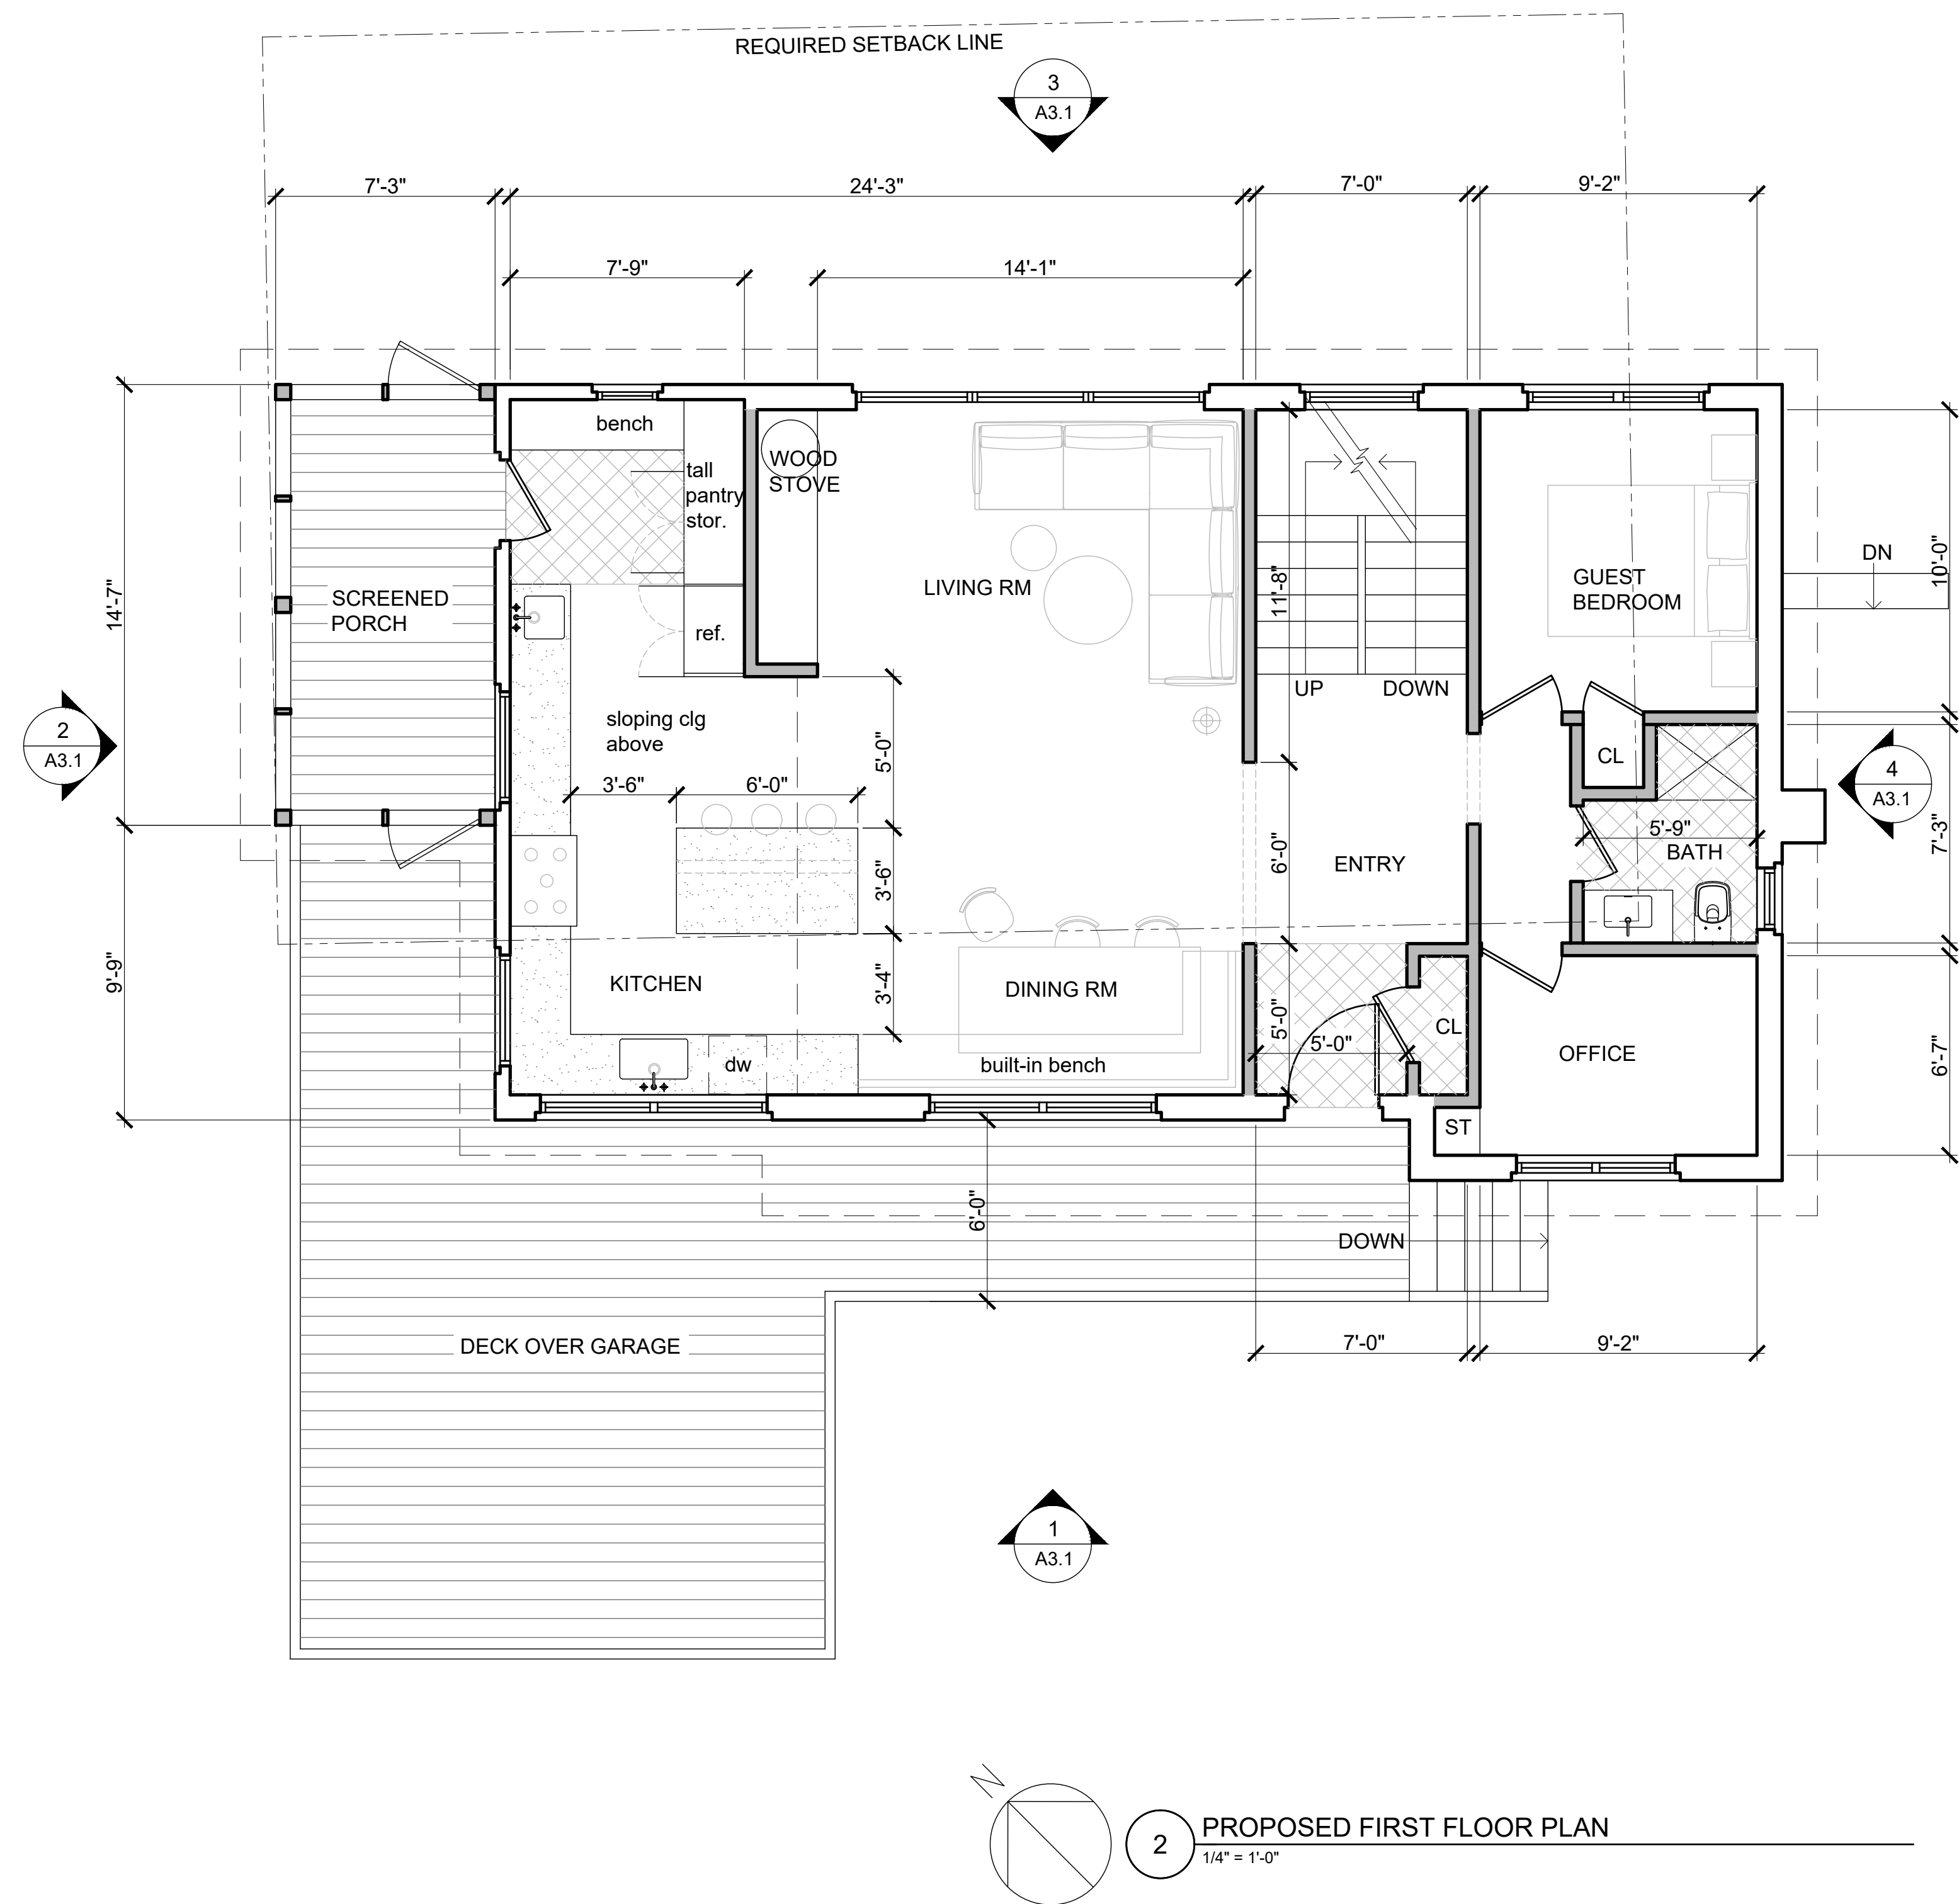 REQUIRED SETBACK LINE
3
A3.1
7'-3"
24'-3"
7'-0"
9'-2"
7'-9"
14'-1"
bench
tall
pantry
stor.
WOOD
STOVE
LIVING RM
11'-8"
GUEST
BEDROOM
DN
10'-0"
14'-7"
SCREENED
PORCH
ref.
UP
DOWN
sloping clg
above
5'-0"
CL
2
A3.1
4
A3.1
3'-6"
6'-0"
5'-9"
BATH
7'-3"
6'-0"
ENTRY
3'-6"
9'-9"
KITCHEN
3'-4"
DINING RM
5'-0"
5'-0"
CL
OFFICE
6'-7"
dw
built-in bench
ST
6'-0"
DOWN
DECK OVER GARAGE
7'-0"
9'-2"
1
A3.1
N
2
PROPOSED FIRST FLOOR PLAN
1/4" = 1'-0"